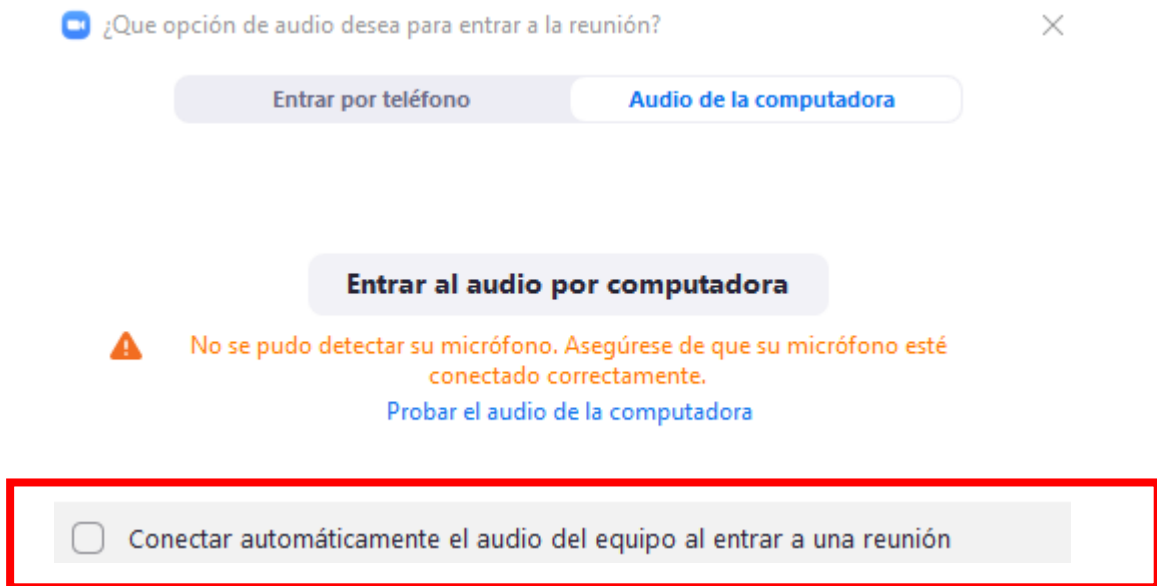 ¿Que opción de audio desea para entrar a la reunión?
Entrar por teléfono
Audio de la computadora
Entrar al audio por computadora
No se pudo detectar su micrófono. Asegúrese de que su micrófono esté
conectado correctamente.
Probar el audio de la computadora
Conectar automáticamente el audio del equipo al entrar a una reunión